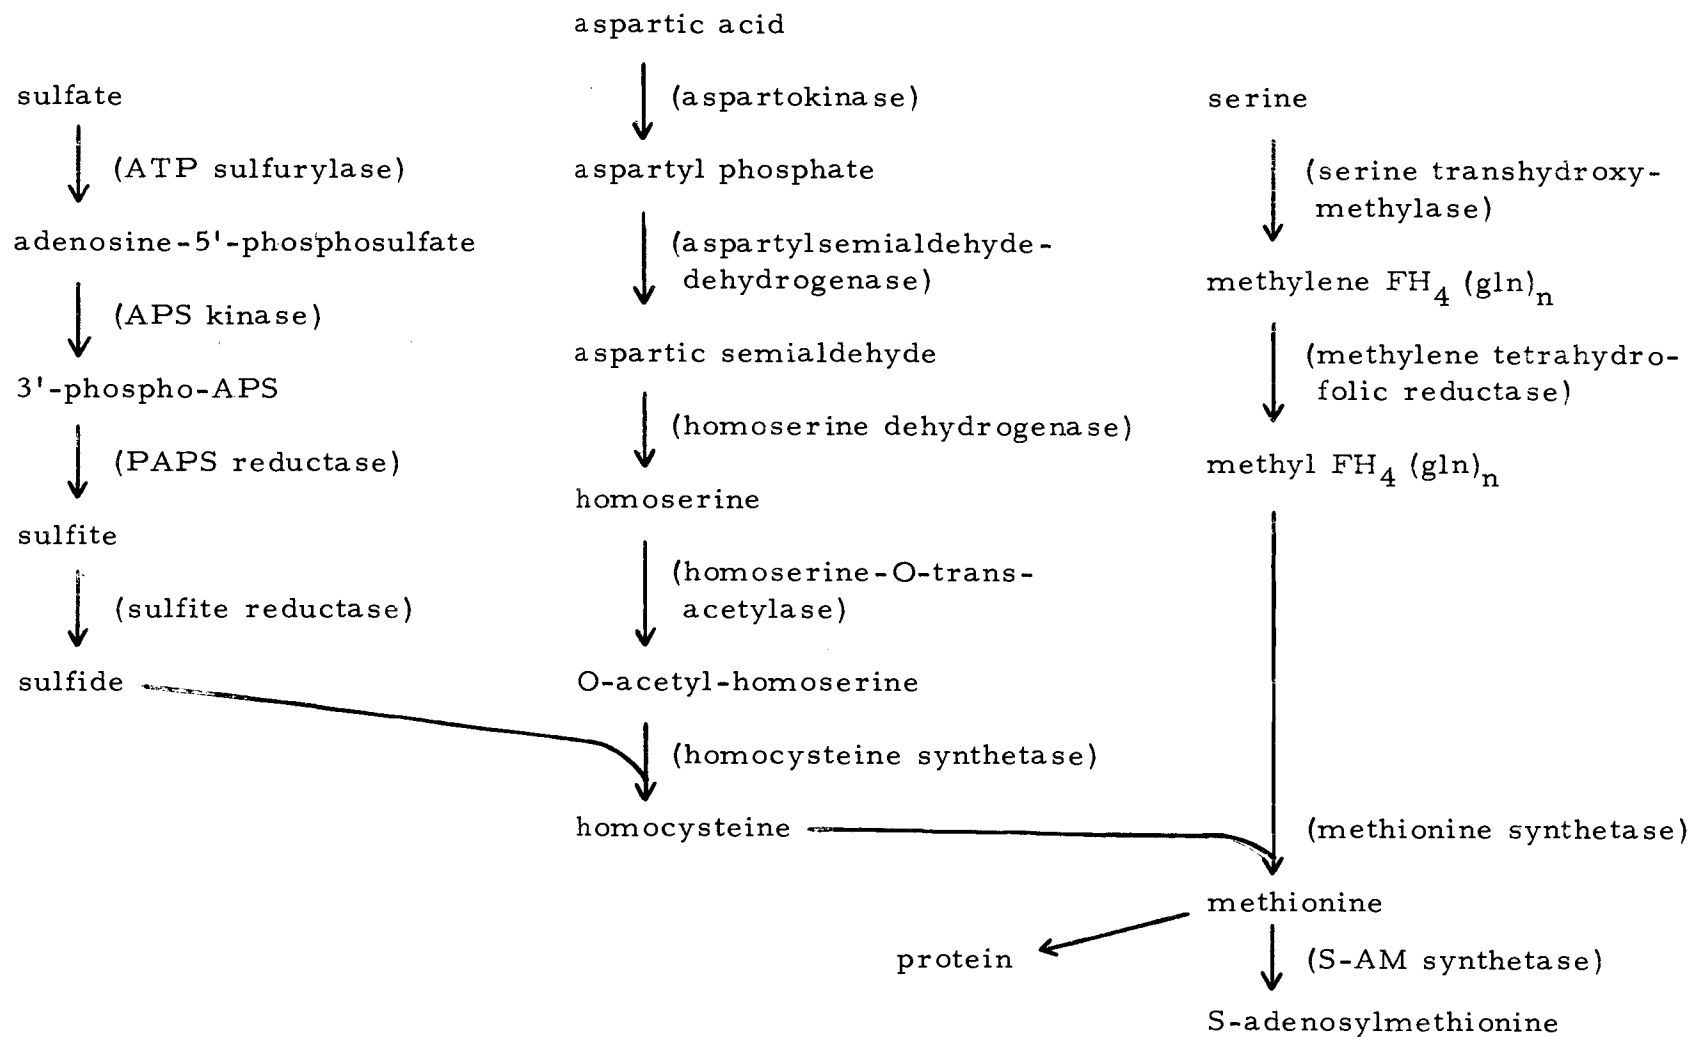 aspartic acid
sulfate
(aspartokinase)
serine
(ATP sulfurylase)
aspartyl phosphate
(serine transhydroxy-
methylase)
adenosine-5'-phosphosulfate
(aspartylsemialdehyde-
dehydrogenase)
methylene FH4 (gln)n
(APS kinase)
aspartic semialdehyde
(methylene tetrahydro-
folic reductase)
3'-phospho-APS
(homoserine dehydrogenase)
(PAPS reductase)
methyl FH4 (gln)n
homoserine
sulfite
(homoserine-O-trans-
acetylase)
(sulfite reductase)
sulfide
O-acetyl-homoserine
(homocysteine synthetase)
homocysteine
(methionine synthetase)
methionine
protein
(S-AM synthetase)
S-adenosylmethionine